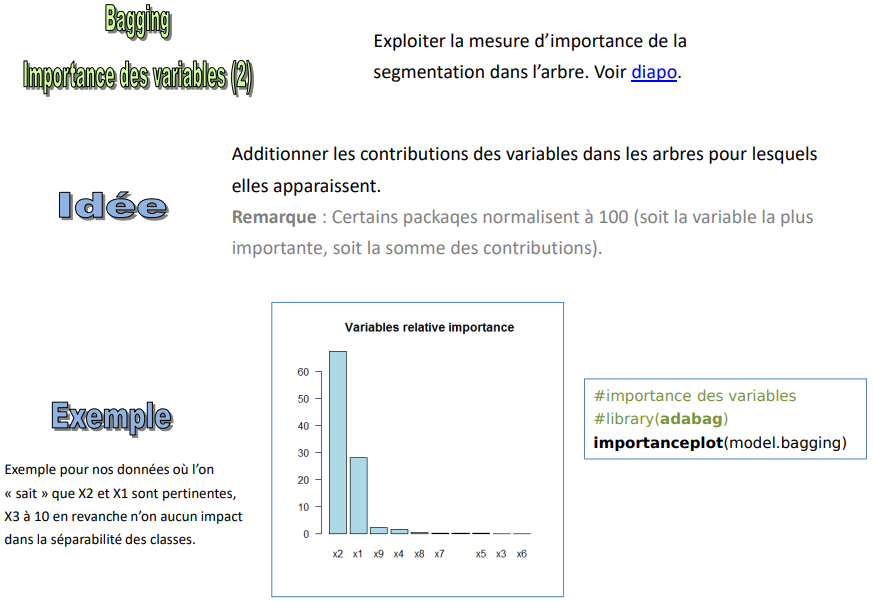 Bagging
Importance des variables (2)
Exploiter la mesure d’importance de la
segmentation dans l’arbre. Voir diapo.
Idée
Additionner les contributions des variables dans les arbres pour lesquels
elles apparaissent.
Remarque : Certains packages normalisent à 100 (soit la variable la plus
importante, soit la somme des contributions).
Exemple
Exemple pour nos données où l’on
« sait » que X2 et X1 sont pertinentes,
X3 à 10 en revanche n’on aucun impact
dans la séparabilité des classes.
Variables relative importance
60
50
40
30
20
10
0
x2 x1 x9 x4 x8 x7 x5 x3 x6
#importance des variables
#library(adabag)
importanceplot(model.bagging)